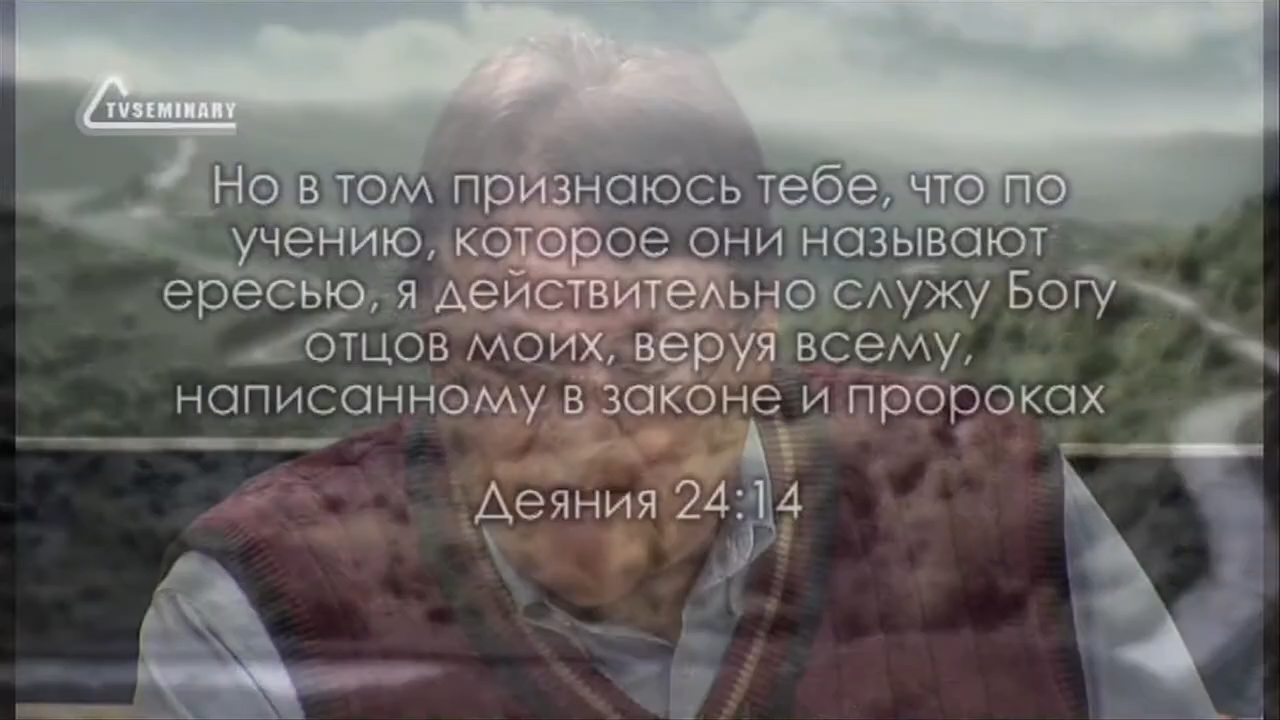 TVSEMINARY
Но в том признаюсь тебе, что по
учению, которое они называют
ересью, я действительно служу Богу
отцов моих, веруя всему,
написанному в законе и пророках
Деяния 24:14